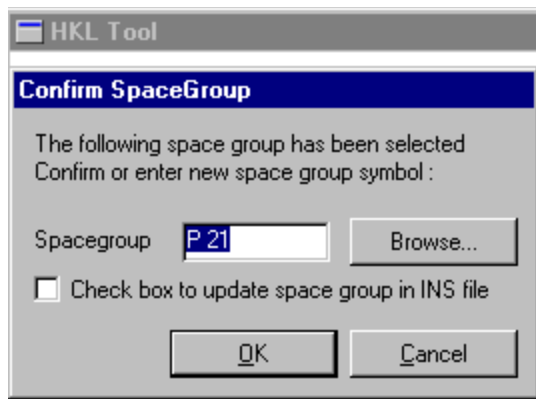 HKL Tool
Confirm SpaceGroup
The following space group has been selected
Confirm or enter new space group symbol :
Spacegroup P 21 Browse...
Check box to update space group in INS file
OK Cancel